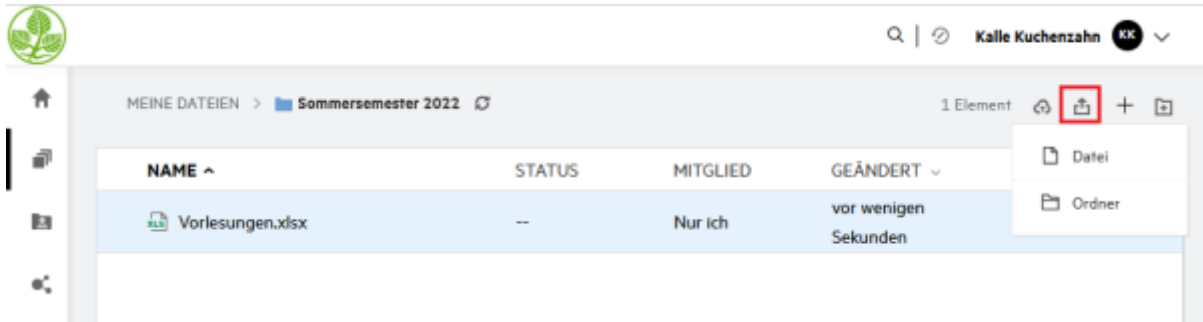 Kalle Kuchenzahn KK
MEINE DATEIEN > Sommersemester 2022
1 Element
Datei
Ordner
NAME STATUS MITGLIED GEÄNDERT
XLS Vorlesungen.xlsx -- Nur ich vor wenigen
Sekunden